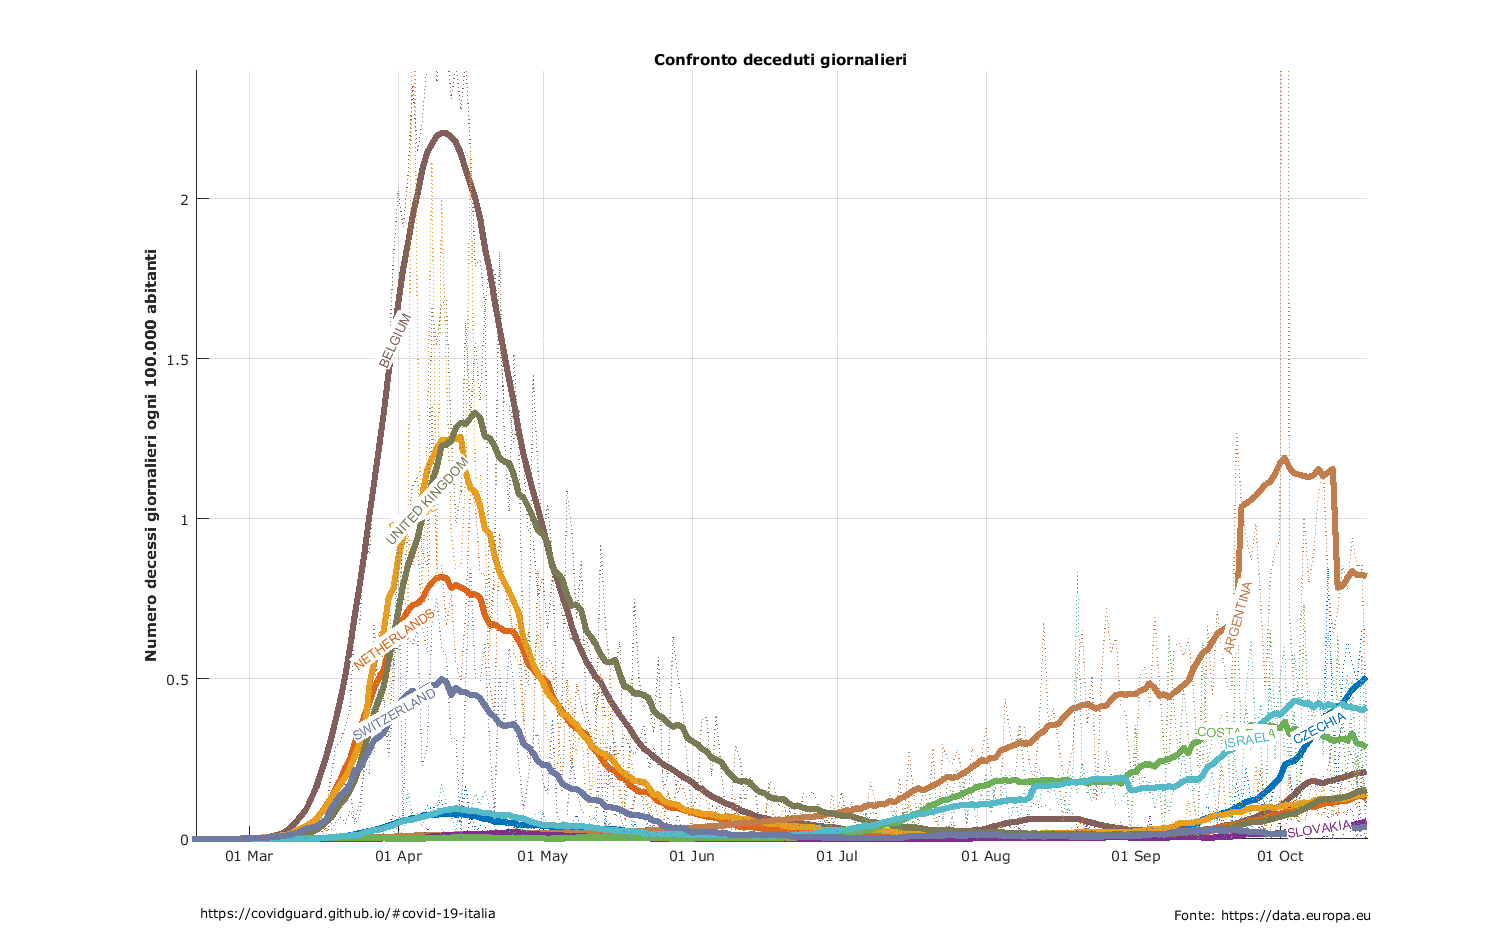 Confronto deceduti giornalieri
Numero decessi giornalieri ogni 100.000 abitanti
2
1.5
1
0.5
0
BELGIUM
UNITED KINGDOM
NETHERLANDS
SWITZERLAND
ARGENTINA
COSTA
ISRAEL
CZECHIA
SLOVAKIA
01 Mar
01 Apr
01 May
01 Jun
01 Jul
01 Aug
01 Sep
01 Oct
https://covidguard.github.io/#covid-19-italia
Fonte: https://data.europa.eu